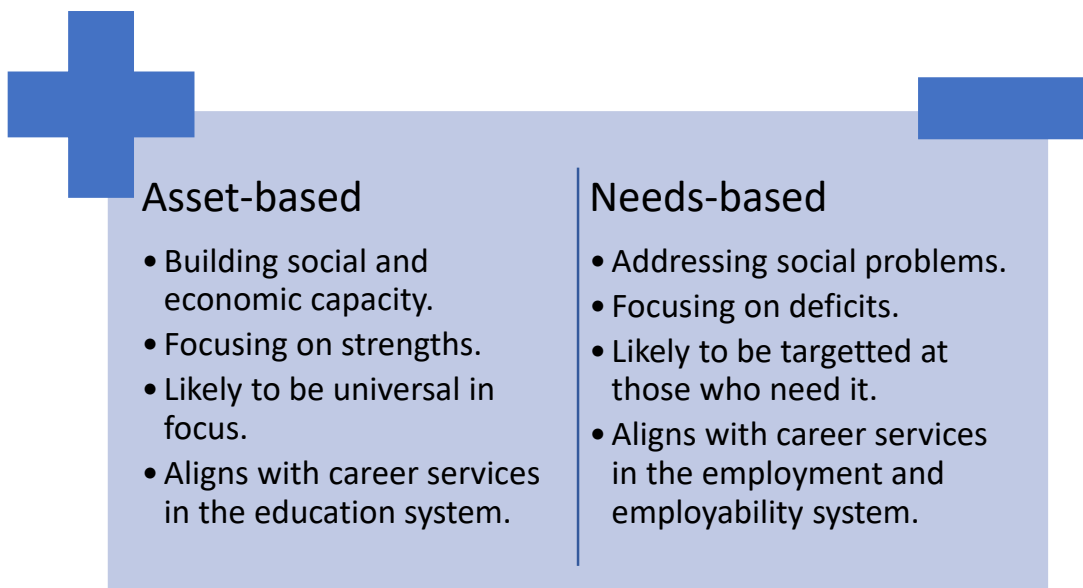 Asset-based
• Building social and
economic capacity.
• Focusing on strengths.
• Likely to be universal in
focus.
• Aligns with career services
in the education system.
Needs-based
• Addressing social problems.
• Focusing on deficits.
• Likely to be targetted at
those who need it.
• Aligns with career services
in the employment and
employability system.